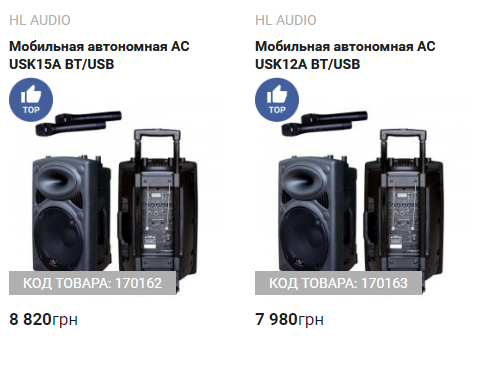 HL AUDIO
Мобильная автономная АС
USK15A BT/USB
TOP
КОД ТОВАРА: 170162
8 820грн
HL AUDIO
Мобильная автономная АС
USK12A BT/USB
TOP
КОД ТОВАРА: 170163
7 980грн